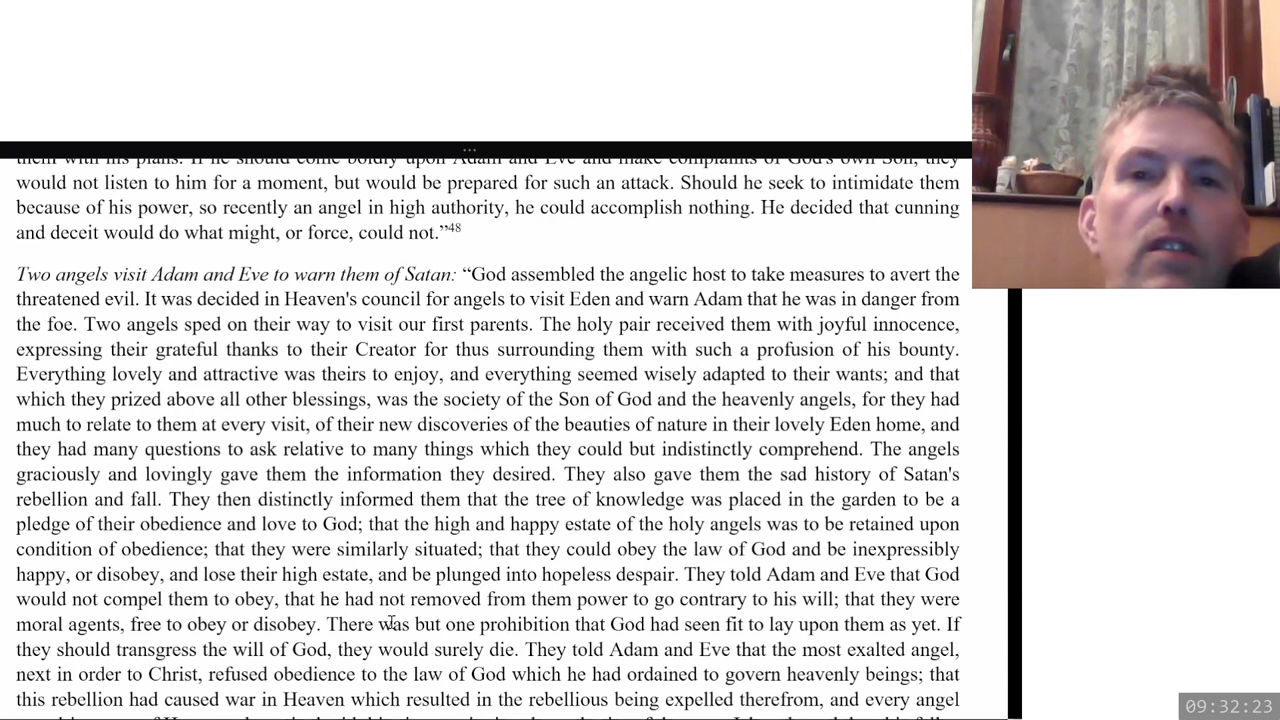 them with his plans. If he should come boldly upon Adam and Eve and make complaints of God's own Son, they
would not listen to him for a moment, but would be prepared for such an attack. Should he seek to intimidate them
because of his power, so recently an angel in high authority, he could accomplish nothing. He decided that cunning
and deceit would do what might, or force, could not.”48
Two angels visit Adam and Eve to warn them of Satan: “God assembled the angelic host to take measures to avert the
threatened evil. It was decided in Heaven's council for angels to visit Eden and warn Adam that he was in danger from
the foe. Two angels sped on their way to visit our first parents. The holy pair received them with joyful innocence,
expressing their grateful thanks to their Creator for thus surrounding them with such a profusion of his bounty.
Everything lovely and attractive was theirs to enjoy, and everything seemed wisely adapted to their wants; and that
which they prized above all other blessings, was the society of the Son of God and the heavenly angels, for they had
much to relate to them at every visit, of their new discoveries of the beauties of nature in their lovely Eden home, and
they had many questions to ask relative to many things which they could but indistinctly comprehend. The angels
graciously and lovingly gave them the information they desired. They also gave them the sad history of Satan's
rebellion and fall. They then distinctly informed them that the tree of knowledge was placed in the garden to be a
pledge of their obedience and love to God; that the high and happy estate of the holy angels was to be retained upon
condition of obedience; that they were similarly situated; that they could obey the law of God and be inexpressibly
happy, or disobey, and lose their high estate, and be plunged into hopeless despair. They told Adam and Eve that God
would not compel them to obey, that he had not removed from them power to go contrary to his will; that they were
moral agents, free to obey or disobey. There was but one prohibition that God had seen fit to lay upon them as yet. If
they should transgress the will of God, they would surely die. They told Adam and Eve that the most exalted angel,
next in order to Christ, refused obedience to the law of God which he had ordained to govern heavenly beings; that
this rebellion had caused war in Heaven which resulted in the rebellious being expelled therefrom, and every angel
09:32:23